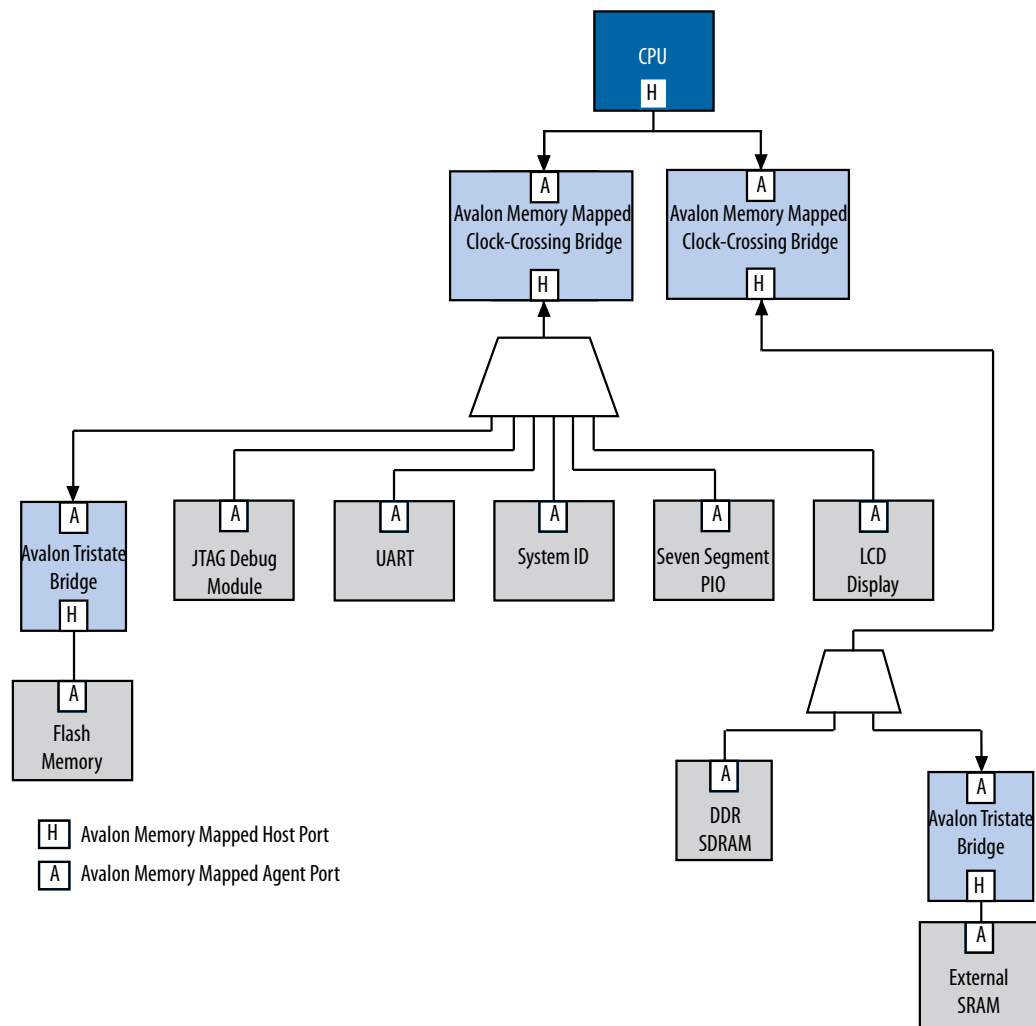 CPU
H
A
Avalon Memory Mapped
Clock-Crossing Bridge
H
A
Avalon Memory Mapped
Clock-Crossing Bridge
H
A
Avalon Tristate
Bridge
H
A
JTAG Debug
Module
A
UART
A
System ID
A
Seven Segment
PIO
A
LCD
Display
A
Flash
Memory
A
DDR
SDRAM
A
Avalon Tristate
Bridge
H
A
External
SRAM
H Avalon Memory Mapped Host Port
A Avalon Memory Mapped Agent Port